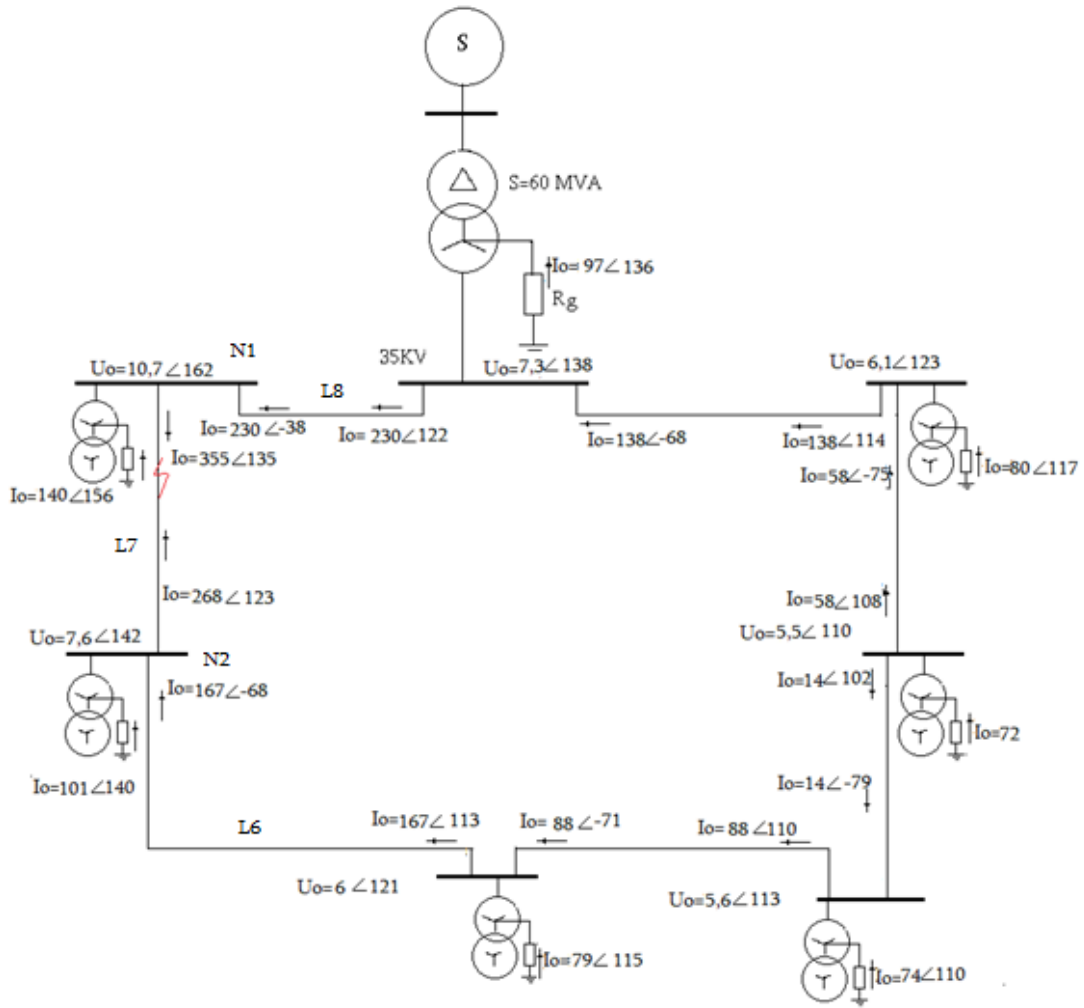 S
S=60 MVA
Io= 97∠136
Rg
N1
35KV
Uo=10,7∠162
L8
Uo=7,3∠138
Uo= 6,1∠123
Io=230∠-38
Io= 230∠122
Io=138∠-68
Io=138∠114
Io=355∠135
Io=140∠156
Io=58∠-75
Io=80∠117
L7
Io=268∠123
Io=58∠108
Uo=7,6∠142
N2
Uo=5,5∠110
Io=167∠-68
Io=14∠102
Io=72
Io=101∠140
Io=14∠-79
L6
Io=167∠113
Io= 88∠-71
Io= 88∠110
Uo=6 ∠121
Uo=5,6∠113
Io=79∠115
Io=74∠110